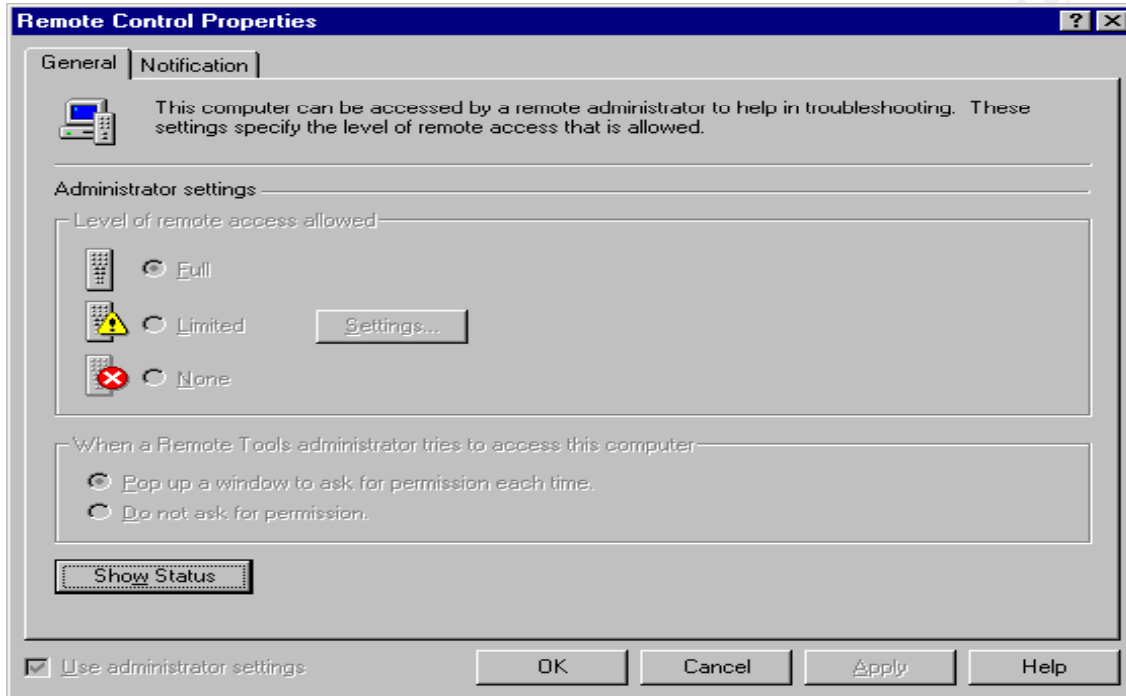 Remote Control Properties
General
Notification
This computer can be accessed by a remote administrator to help in troubleshooting. These
settings specify the level of remote access that is allowed.
Administrator settings
Level of remote access allowed
Full
Limited
Settings...
None
When a Remote Tools administrator tries to access this computer
Pop up a window to ask for permission each time.
Do not ask for permission.
Show Status
Use administrator settings
OK
Cancel
Apply
Help